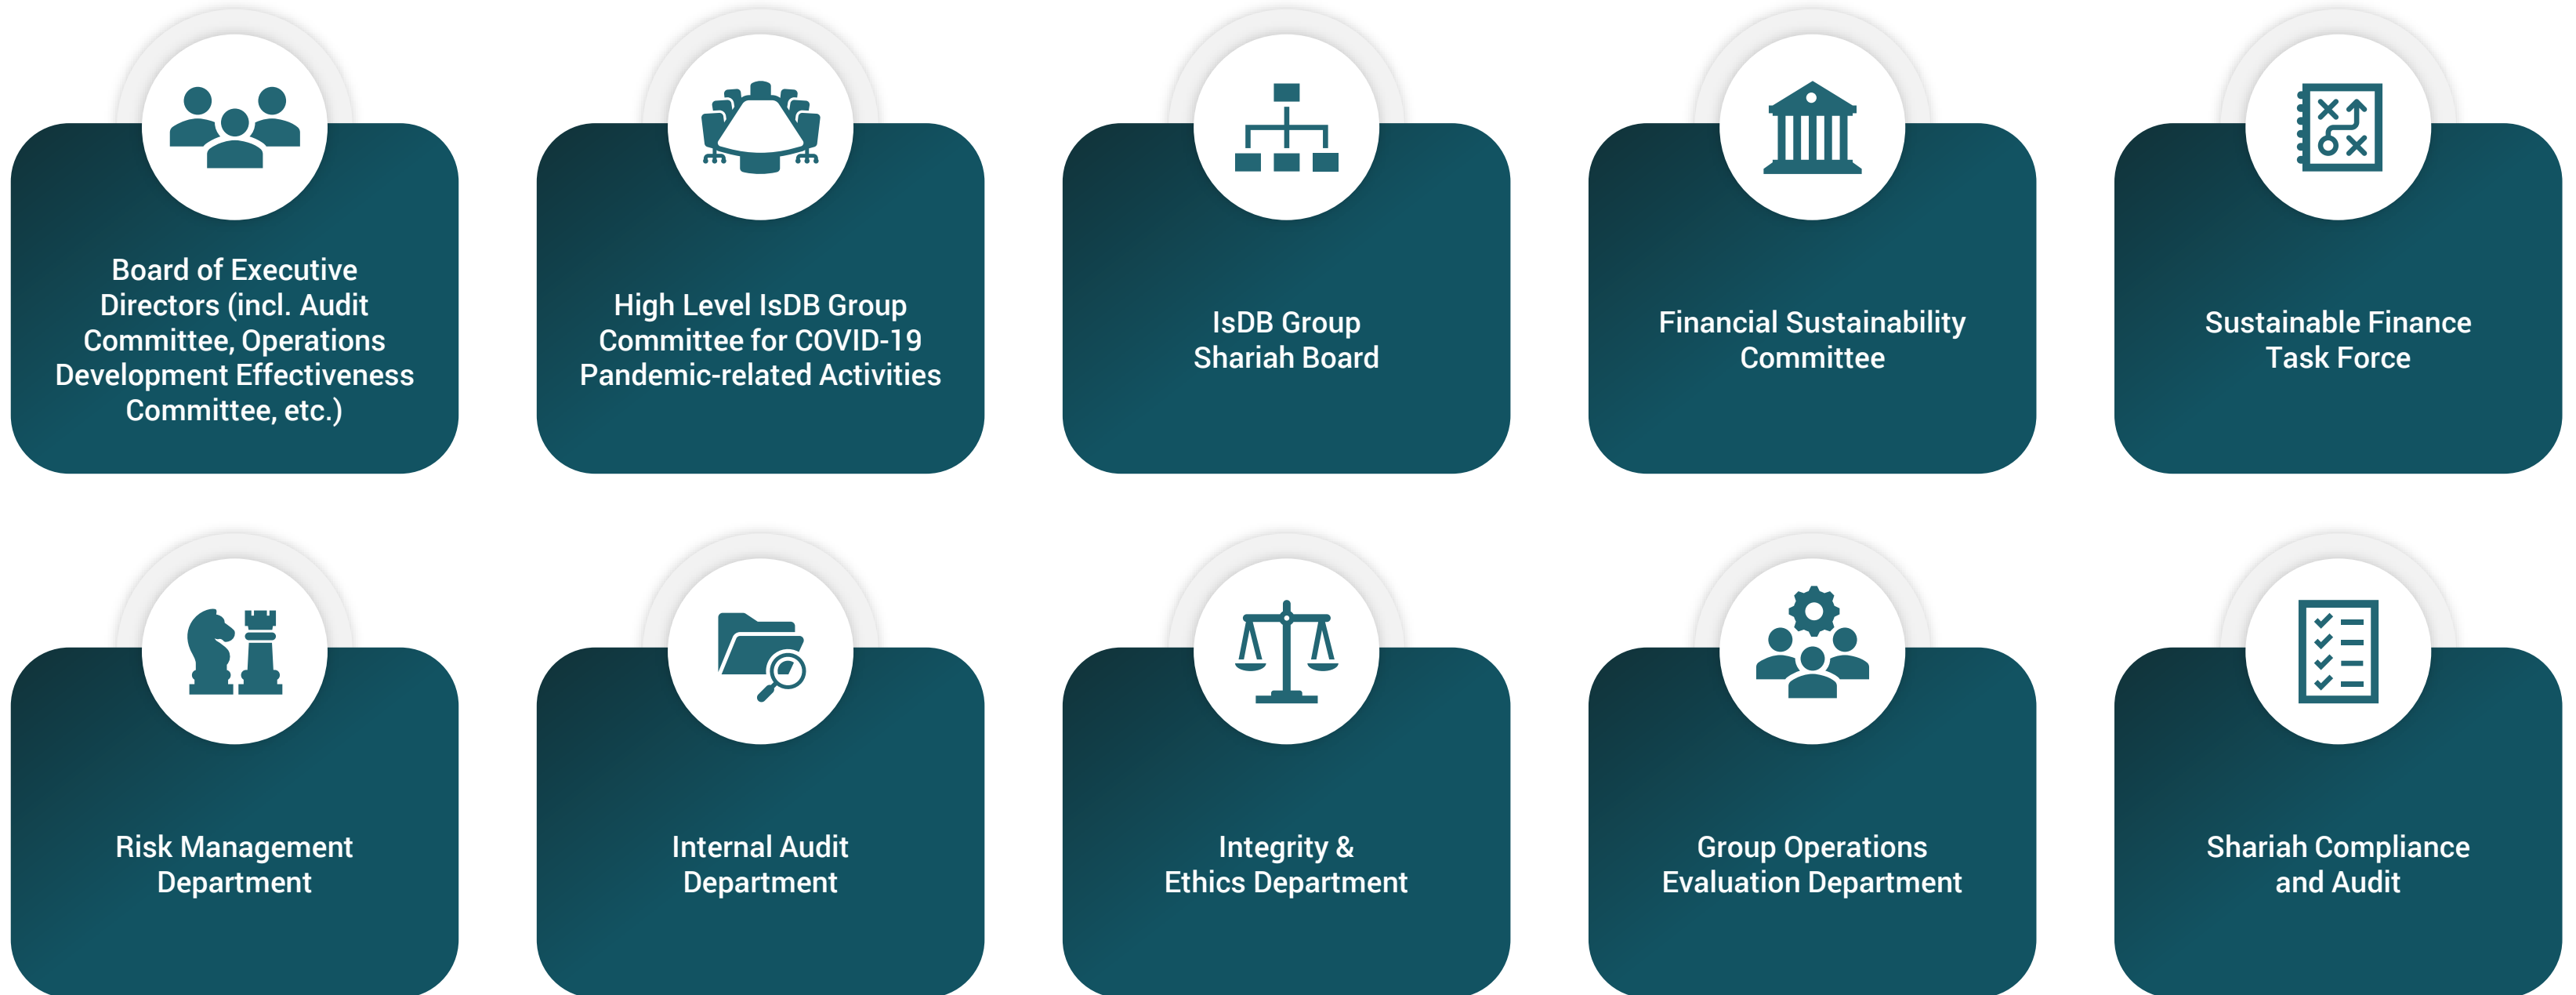 Board of Executive
Directors (incl. Audit
Committee, Operations
Development Effectiveness
Committee, etc.)
High Level IsDB Group
Committee for COVID-19
Pandemic-related Activities
IsDB Group
Shariah Board
Financial Sustainability
Committee
Sustainable Finance
Task Force
Risk Management
Department
Internal Audit
Department
Integrity &
Ethics Department
Group Operations
Evaluation Department
Shariah Compliance
and Audit